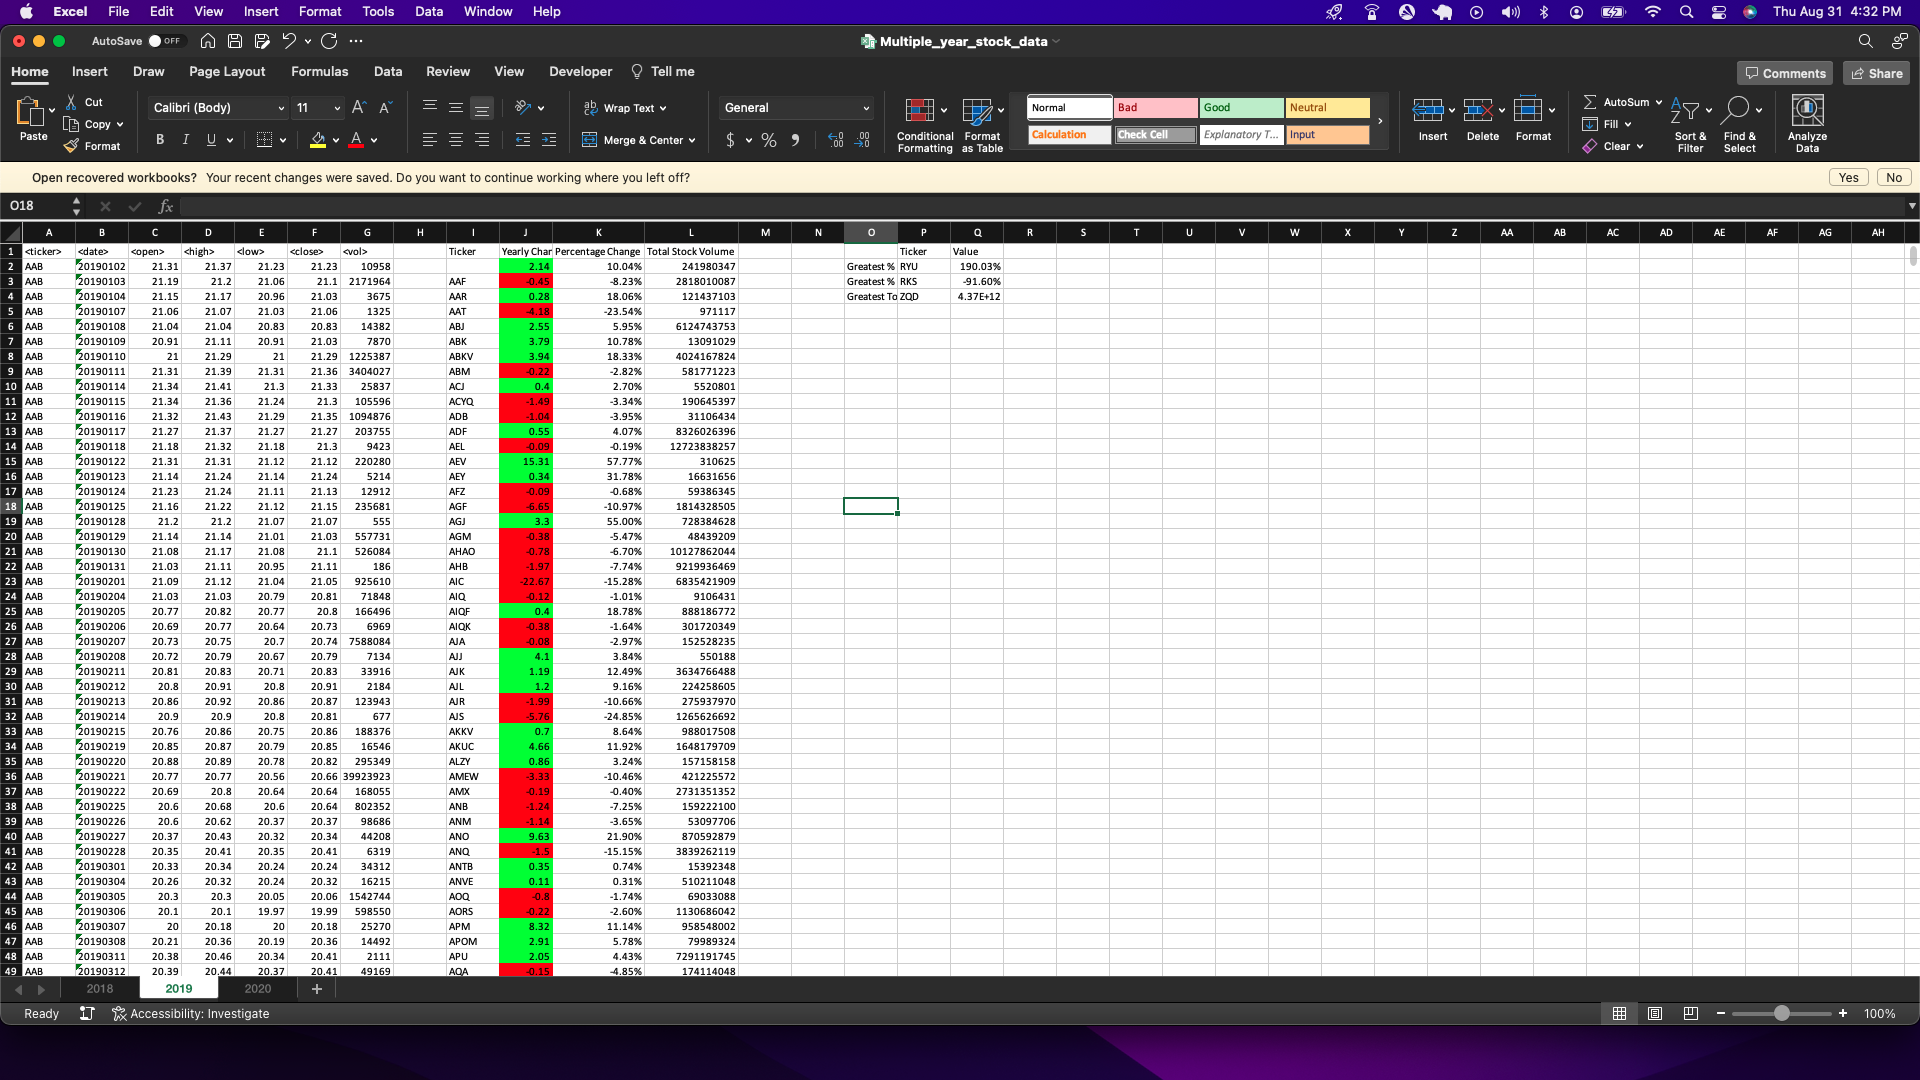 Excel File Edit View Insert Format Tools Data Window Help Thu Aug 31 4:32 PM
AutoSave OFF Multiple_year_stock_data
Home Insert Draw Page Layout Formulas Data Review View Developer Tell me Comments Share
Paste Cut Copy Format
Calibri (Body) 11 A A
B I U A
ab Wrap Text
Merge & Center
General
$ % 9
Conditional Formatting Format as Table
Normal Bad Good Neutral
Calculation Check Cell Explanatory T... Input
Insert Delete Format
AutoSum Fill Clear
Sort & Filter Find & Select Analyze Data
Open recovered workbooks? Your recent changes were saved. Do you want to continue working where you left off? Yes No
O18 fx
A B C D E F G H I J K L M N O P Q R S T U V W X Y Z AA AB AC AD AE AF AG AH
1 <ticker> <date> <open> <high> <low> <close> <vol> Ticker Yearly Char Percentage Change Total Stock Volume Ticker Value
2 AAB 20190102 21.31 21.37 21.23 21.23 10958 2.14 10.04% 241980347 Greatest % RYU 190.03%
3 AAB 20190103 21.19 21.2 21.06 21.1 2171964 AAF -0.45 -8.23% 2818010087 Greatest % RKS -91.60%
4 AAB 20190104 21.15 21.17 20.96 21.03 3675 AAR 0.28 18.06% 121437103 Greatest To ZQD 4.37E+12
5 AAB 20190107 21.06 21.07 21.03 21.06 1325 AAT -4.18 -23.54% 971117
6 AAB 20190108 21.04 21.04 20.83 20.83 14382 ABJ 2.55 5.95% 6124743753
7 AAB 20190109 20.91 21.11 20.91 21.03 7870 ABK 3.79 10.78% 13091029
8 AAB 20190110 21 21.29 21 21.29 1225387 ABKV 3.94 18.33% 4024167824
9 AAB 20190111 21.31 21.39 21.31 21.36 3404027 ABM -0.22 -2.82% 581771223
10 AAB 20190114 21.34 21.41 21.3 21.33 25837 ACJ 0.4 2.70% 5520801
11 AAB 20190115 21.34 21.36 21.24 21.3 105596 ACYQ -1.49 -3.34% 190645397
12 AAB 20190116 21.32 21.43 21.29 21.35 1094876 ADB -1.04 -3.95% 31106434
13 AAB 20190117 21.27 21.37 21.27 21.27 203755 ADF 0.55 4.07% 8326026396
14 AAB 20190118 21.18 21.32 21.18 21.3 9423 AEL -0.09 -0.19% 12723838257
15 AAB 20190122 21.31 21.31 21.12 21.12 220280 AEV 15.31 57.77% 310625
16 AAB 20190123 21.14 21.24 21.14 21.24 5214 AEY 0.34 31.78% 16631656
17 AAB 20190124 21.23 21.24 21.11 21.13 12912 AFZ -0.09 -0.68% 59386345
18 AAB 20190125 21.16 21.22 21.12 21.15 235681 AGF -6.65 -10.97% 1814328505
19 AAB 20190128 21.2 21.2 21.07 21.07 555 AGJ 3.3 55.00% 728384628
20 AAB 20190129 21.14 21.14 21.01 21.03 557731 AGM -0.38 -5.47% 48439209
21 AAB 20190130 21.08 21.17 21.08 21.1 526084 AHAO -0.78 -6.70% 10127862044
22 AAB 20190131 21.03 21.11 20.95 21.11 186 AHB -1.97 -7.74% 9219936469
23 AAB 20190201 21.09 21.12 21.04 21.05 925610 AIC -22.67 -15.28% 6835421909
24 AAB 20190204 21.03 21.03 20.79 20.81 71848 AIQ -0.12 -1.01% 9106431
25 AAB 20190205 20.77 20.82 20.77 20.8 166496 AIQF 0.4 18.78% 888186772
26 AAB 20190206 20.69 20.77 20.64 20.73 6969 AIQK -0.38 -1.64% 301720349
27 AAB 20190207 20.73 20.75 20.7 20.74 7588084 AJA -0.08 -2.97% 152528235
28 AAB 20190208 20.72 20.79 20.67 20.79 7134 AJJ 4.1 3.84% 550188
29 AAB 20190211 20.81 20.83 20.71 20.83 33916 AJK 1.19 12.49% 3634766488
30 AAB 20190212 20.8 20.91 20.8 20.91 2184 AJL 1.2 9.16% 224258605
31 AAB 20190213 20.86 20.92 20.86 20.87 123943 AJR -1.99 -10.66% 275937970
32 AAB 20190214 20.9 20.9 20.8 20.81 677 AJS -5.76 -24.85% 1265626692
33 AAB 20190215 20.76 20.86 20.75 20.86 188376 AKKV 0.7 8.64% 988017508
34 AAB 20190219 20.85 20.87 20.79 20.85 16546 AKUC 4.66 11.92% 1648179709
35 AAB 20190220 20.88 20.89 20.78 20.82 295349 ALZY 0.86 3.24% 157158158
36 AAB 20190221 20.77 20.77 20.56 20.66 39923923 AMEW -3.33 -10.46% 421225572
37 AAB 20190222 20.69 20.8 20.64 20.64 168055 AMX -0.19 -0.40% 2731351352
38 AAB 20190225 20.6 20.68 20.6 20.64 802352 ANB -1.24 -7.25% 159222100
39 AAB 20190226 20.6 20.62 20.37 20.37 98686 ANM -1.14 -3.65% 53097706
40 AAB 20190227 20.37 20.43 20.32 20.34 44208 ANO 9.63 21.90% 870592879
41 AAB 20190228 20.35 20.41 20.35 20.41 6319 ANQ -1.5 -15.15% 3839262119
42 AAB 20190301 20.33 20.34 20.24 20.24 34312 ANTB 0.35 0.74% 15392348
43 AAB 20190304 20.26 20.32 20.24 20.32 16215 ANVE 0.11 0.31% 510211048
44 AAB 20190305 20.3 20.3 20.05 20.06 1542744 AOQ -0.8 -1.74% 69033088
45 AAB 20190306 20.1 20.1 19.97 19.99 598550 AORS -0.22 -2.60% 1130686042
46 AAB 20190307 20 20.18 20 20.18 25270 APM 8.32 11.14% 958548002
47 AAB 20190308 20.21 20.36 20.19 20.36 14492 APOM 2.91 5.78% 79989324
48 AAB 20190311 20.38 20.46 20.34 20.41 2111 APU 2.05 4.43% 7291191745
49 AAB 20190312 20.39 20.44 20.37 20.41 49169 AQA -0.15 -4.85% 174114048
2018 2019 2020 +
Ready Accessibility: Investigate 100%